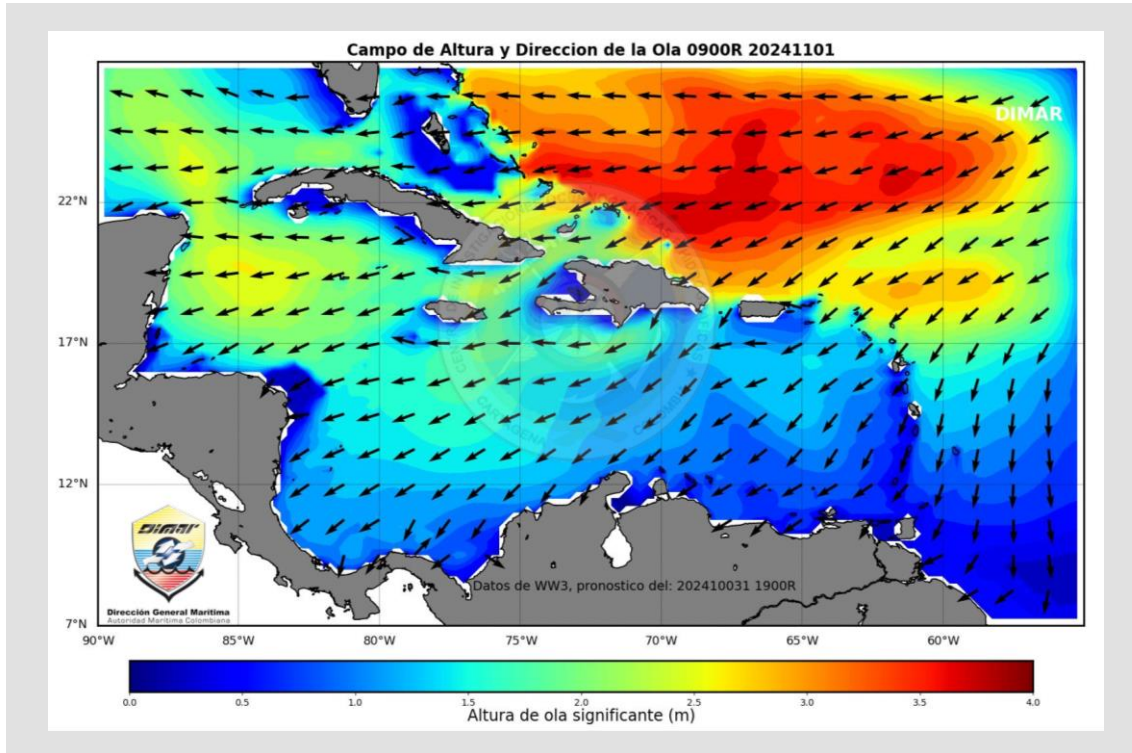 Campo de Altura y Direccion de la Ola 0900R 20241101
DIMAR
22°N
17°N
12°N
7°N
Dimar
Dirección General Marítima
Autoridad Marítima Colombiana
Datos de WW3, pronostico del: 202410031 1900R
90°W 85°W 80°W 75°W 70°W 65°W 60°W
0.0 0.5 1.0 1.5 2.0 2.5 3.0 3.5 4.0
Altura de ola significante (m)